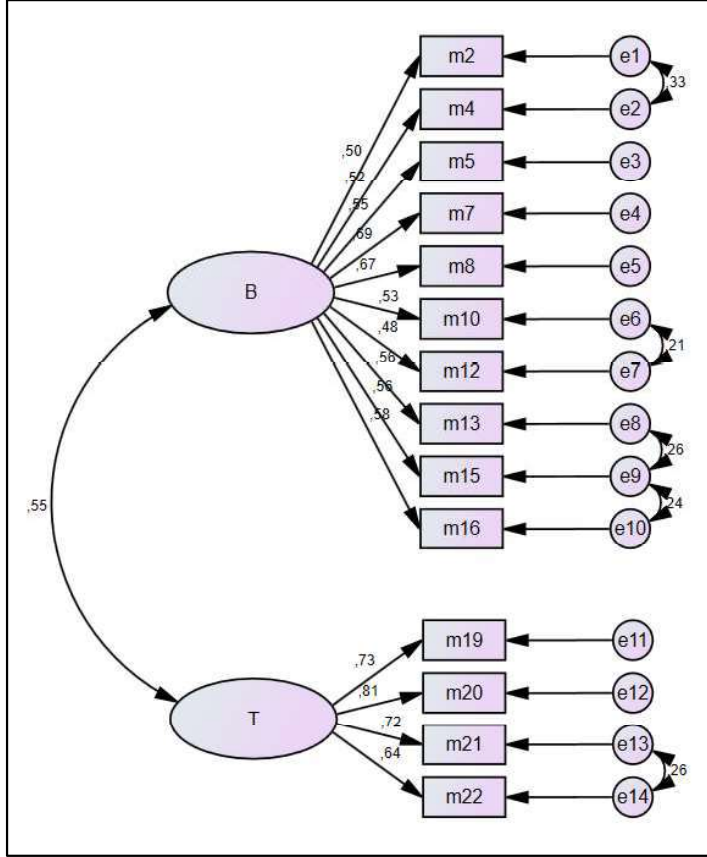 m2
e1
,33
m4
e2
,50
,52
m5
e3
,55
m7
e4
,69
,67
m8
e5
B
,53
m10
e6
,48
,21
,56
m12
e7
,56
,58
m13
e8
,26
m15
e9
,24
m16
e10
,55
m19
e11
,73
,81
m20
e12
T
,72
m21
e13
,64
,26
m22
e14